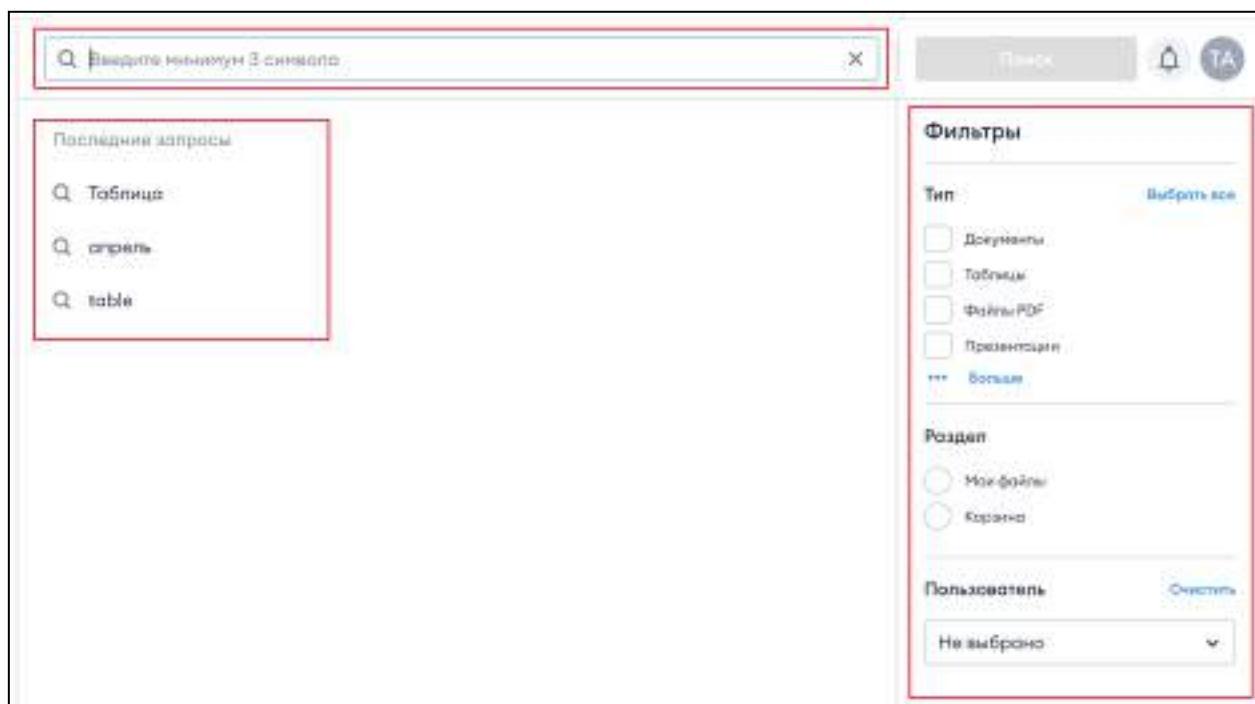 Введите минимум 3 символа
Поиск
TA
Последние запросы
Таблица
апрель
table
Фильтры
Тип
Выбрать все
Документы
Таблицы
Файлы PDF
Презентации
Больше
Раздел
Мои файлы
Корзина
Пользователь
Очистить
Не выбрано